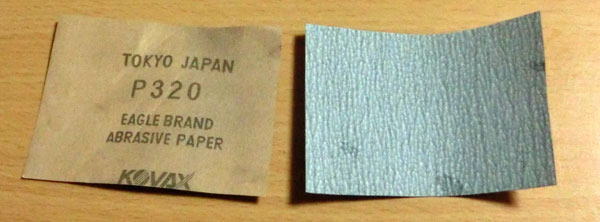 TOKYO JAPAN
P320
EAGLE BRAND
ABRASIVE PAPER
KOVAX